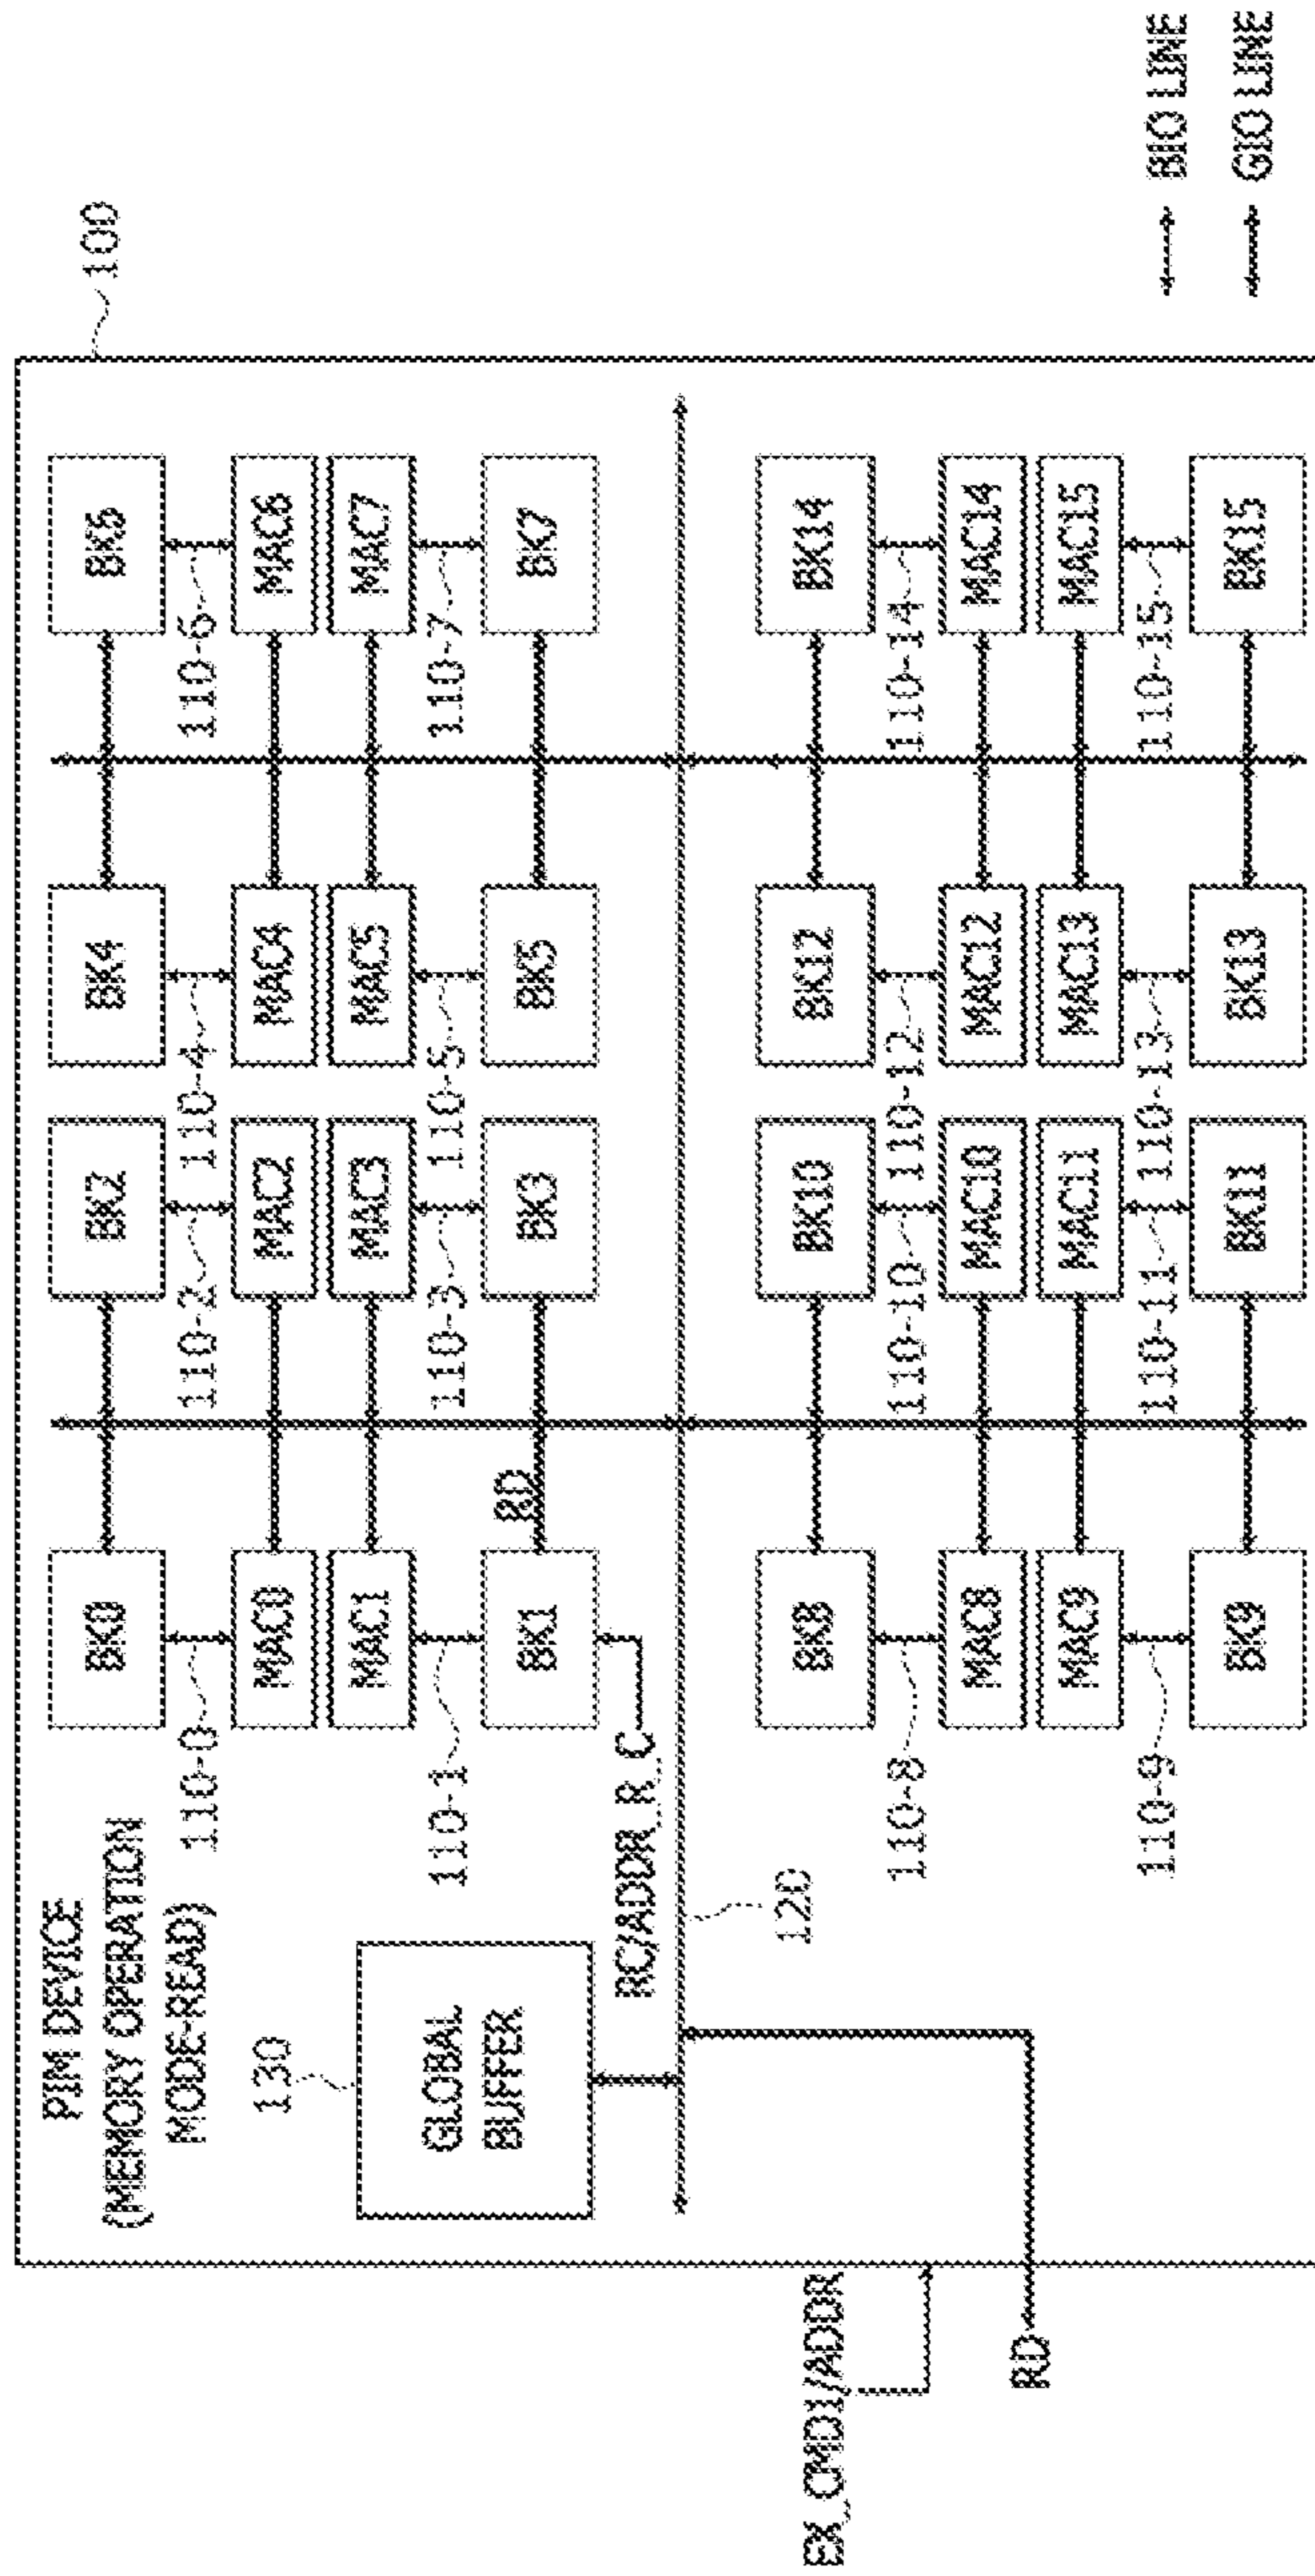 100
PIM DEVICE
(MEMORY OPERATION
MODE-READ)
BK0
BK2
BK4
BK6
110-0
110-2
110-4
110-6
MAC0
MAC2
MAC4
MAC6
130
MAC1
MAC3
MAC5
MAC7
GLOBAL
BUFFER
110-1
110-3
110-5
110-7
RD
BK1
BK3
BK5
BK7
RC/ADDR_R_C
120
EX_CMD1/ADDR
BK8
BK10
BK12
BK14
110-8
110-10
110-12
110-14
MAC8
MAC10
MAC12
MAC14
RD
MAC9
MAC11
MAC13
MAC15
110-9
110-11
110-13
110-15
BK9
BK11
BK13
BK15
BIO LINE
GIO LINE